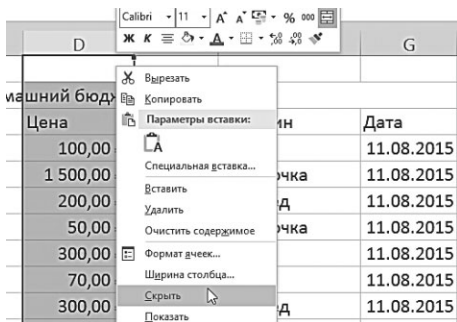 Calibri 11 A A % 000
Ж К A ,00 ,00
D G
машний бюдж
Цена ин Дата
100,00 11.08.2015
1 500,00 очка 11.08.2015
200,00 д 11.08.2015
50,00 очка 11.08.2015
300,00 11.08.2015
70,00 11.08.2015
300,00 ед 11.08.2015
Вырезать
Копировать
Параметры вставки:
Специальная вставка...
Вставить
Удалить
Очистить содержимое
Формат ячеек...
Ширина столбца...
Скрыть
Показать